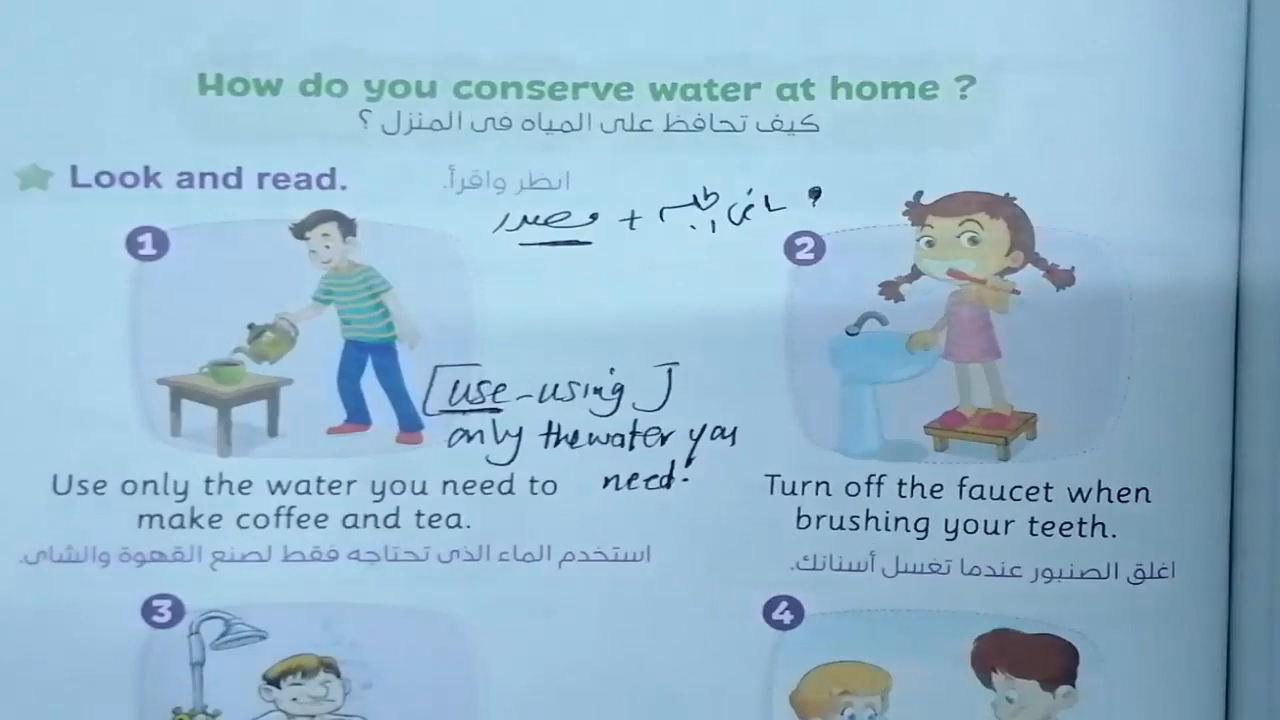 How do you conserve water at home ?
كيف تحافظ على المياه فى المنزل ؟
Look and read.
انظر واقرأ.
+ مصدر
1
2
[use - using]
only the water you
need.
Use only the water you need to
make coffee and tea.
استخدم الماء الذى تحتاجه فقط لصنع القهوة والشاى.
Turn off the faucet when
brushing your teeth.
اغلق الصنبور عندما تغسل أسنانك.
3
4